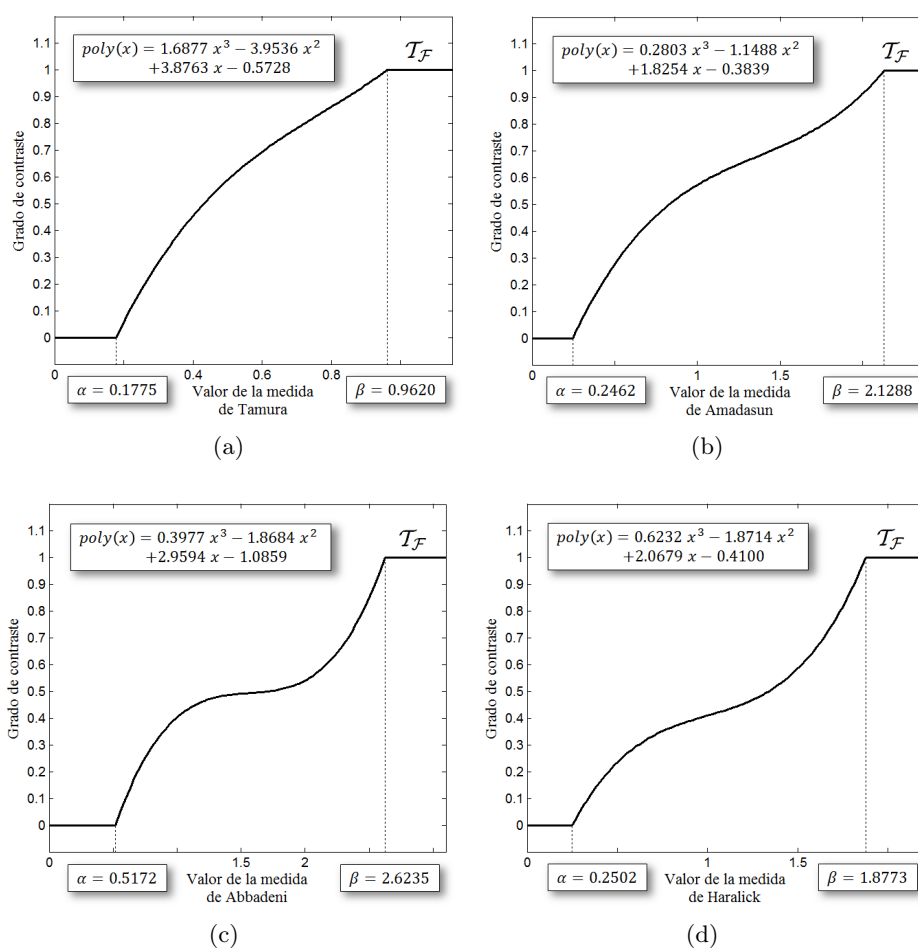 poly(x) = 1.6877 x³ − 3.9536 x²
+3.8763 x − 0.5728
𝒯ℱ
1.1
1
0.9
0.8
0.7
0.6
0.5
0.4
0.3
0.2
0.1
0
Grado de contraste
0
0.4
0.8
α = 0.1775
Valor de la medida
de Tamura
β = 0.9620
(a)
poly(x) = 0.2803 x³ − 1.1488 x²
+1.8254 x − 0.3839
𝒯ℱ
1.1
1
0.9
0.8
0.7
0.6
0.5
0.4
0.3
0.2
0.1
0
Grado de contraste
0
1
1.5
α = 0.2462
Valor de la medida
de Amadasun
β = 2.1288
(b)
poly(x) = 0.3977 x³ − 1.8684 x²
+2.9594 x − 1.0859
𝒯ℱ
1.1
1
0.9
0.8
0.7
0.6
0.5
0.4
0.3
0.2
0.1
0
Grado de contraste
0
1.5
2
α = 0.5172
Valor de la medida
de Abbadeni
β = 2.6235
(c)
poly(x) = 0.6232 x³ − 1.8714 x²
+2.0679 x − 0.4100
𝒯ℱ
1.1
1
0.9
0.8
0.7
0.6
0.5
0.4
0.3
0.2
0.1
0
Grado de contraste
0
1
1.5
α = 0.2502
Valor de la medida
de Haralick
β = 1.8773
(d)